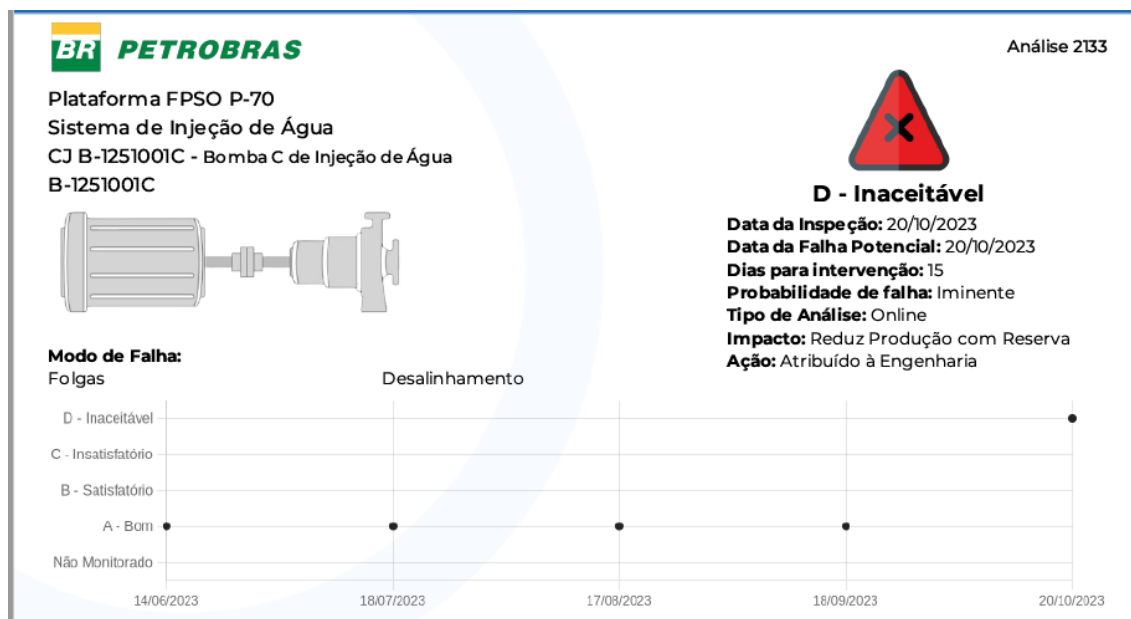 BR PETROBRAS
Análise 2133
Plataforma FPSO P-70
Sistema de Injeção de Água
CJ B-1251001C - Bomba C de Injeção de Água
B-1251001C
D - Inaceitável
Data da Inspeção: 20/10/2023
Data da Falha Potencial: 20/10/2023
Dias para intervenção: 15
Probabilidade de falha: Iminente
Tipo de Análise: Online
Impacto: Reduz Produção com Reserva
Ação: Atribuído à Engenharia
Modo de Falha:
Folgas
Desalinhamento
D - Inaceitável
C - Insatisfatório
B - Satisfatório
A - Bom
Não Monitorado
14/06/2023
18/07/2023
17/08/2023
18/09/2023
20/10/2023